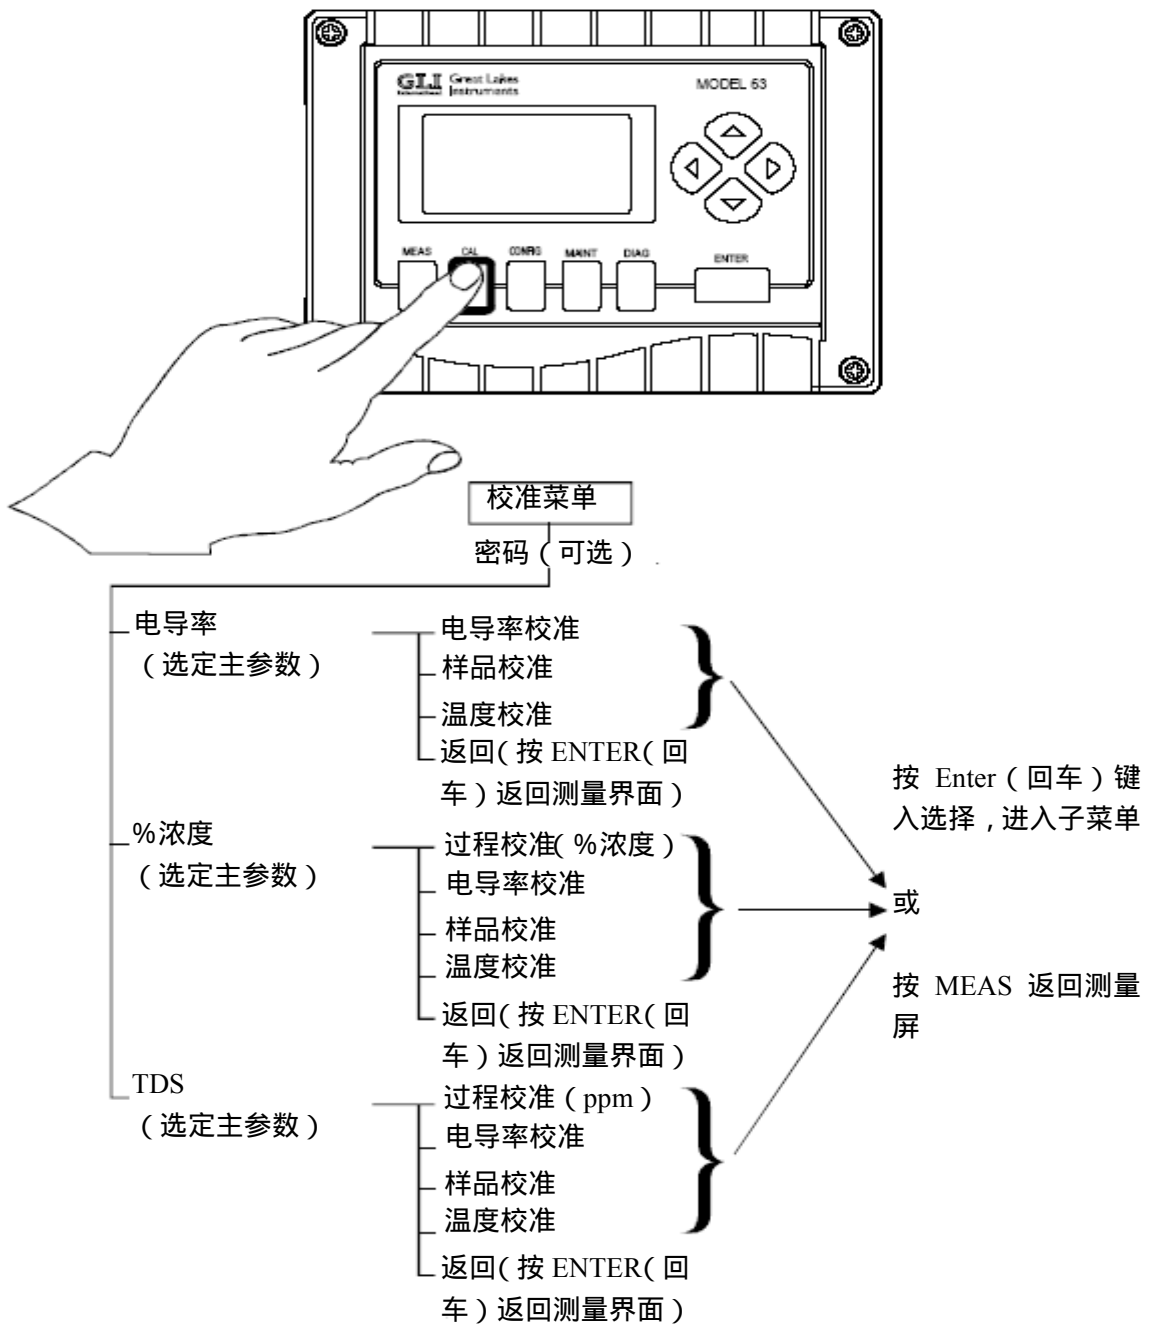 GLI Great Lakes
International Instruments
MODEL 53
MEAS CAL CONFIG MAINT DIAG ENTER
校准菜单
密码（可选）
电导率
（选定主参数）
电导率校准
样品校准
温度校准
返回（按 ENTER（回
车）返回测量界面）
%浓度
（选定主参数）
过程校准（%浓度）
电导率校准
样品校准
温度校准
返回（按 ENTER（回
车）返回测量界面）
TDS
（选定主参数）
过程校准（ppm）
电导率校准
样品校准
温度校准
返回（按 ENTER（回
车）返回测量界面）
按 Enter（回车）键
入选择，进入子菜单
或
按 MEAS 返回测量
屏